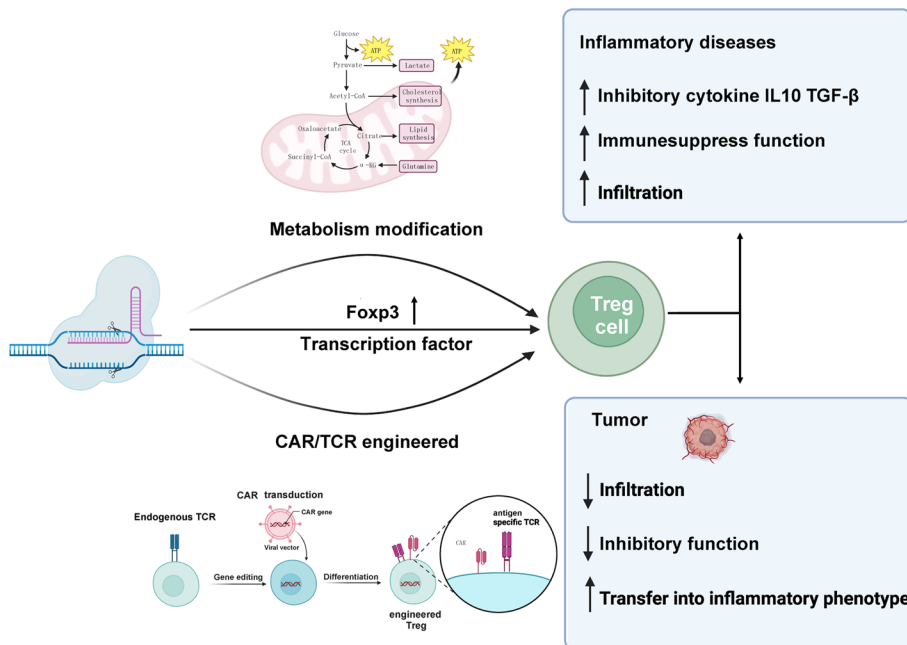 Glucose
ATP
Pyruvate
Lactate
ATP
Acetyl-CoA
Cholesterol
synthesis
Oxaloacetate
Citrate
Lipid
synthesis
TCA
cycle
Succinyl-CoA
α-KG
Glutamine
Metabolism modification
Foxp3
Transcription factor
CAR/TCR engineered
Treg
cell
Inflammatory diseases
Inhibitory cytokine IL10 TGF-β
Immunesuppress function
Infiltration
Tumor
Infiltration
Inhibitory function
Transfer into inflammatory phenotype
Endogenous TCR
CAR transduction
CAR gene
Viral vector
Gene editing
Differentiation
engineered
Treg
CAR
antigen
specific TCR